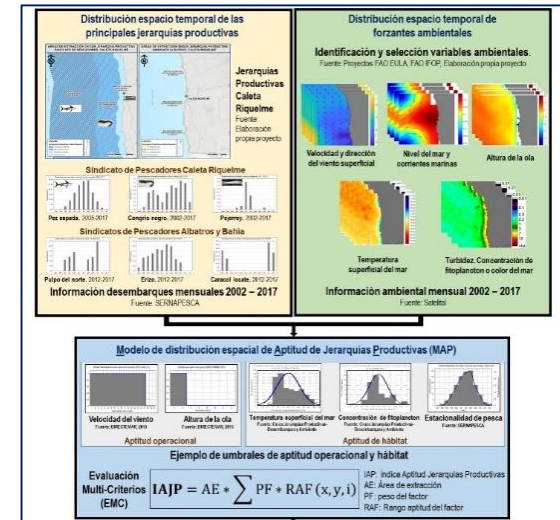 Distribución espacio temporal de las
principales jerarquías productivas
Jerarquías
Productivas
Caleta
Riquelme
Fuente:
Elaboración
propia proyecto
Sindicato de Pescadores Caleta Riquelme
Pez espada, 2005-2017
Congrio negro, 2002-2017
Pejerrey, 2002-2017
Sindicatos de Pescadores Albatros y Bahia
Pulpo del norte, 2012-2017
Erizo, 2012-2017
Caracol locate, 2012-2017
Información desembarques mensuales 2002 – 2017
Fuente: SERNAPESCA
Distribución espacio temporal de
forzantes ambientales
Identificación y selección variables ambientales.
Fuente: Proyectos FAO EULA, FAO IFOP, Elaboración propia proyecto
Velocidad y dirección
del viento superficial
Nivel del mar y
corrientes marinas
Altura de la ola
Temperatura
superficial del mar
Turbidez. Concentración de
fitoplancton o color del mar
Información ambiental mensual 2002 – 2017
Fuente: Satelital
Modelo de distribución espacial de Aptitud de Jerarquías Productivas (MAP)
Velocidad del viento
Altura de la ola
Temperatura superficial del mar
Concentración de fitoplancton
Estacionalidad de pesca
Fuente: SERNAPESCA
Aptitud operacional
Aptitud de hábitat
Ejemplo de umbrales de aptitud operacional y hábitat
Evaluación
Multi-Criterios
(EMC)
IAJP = AE * ∑ PF * RAF (x, y, i)
IAP: Índice Aptitud Jerarquías Productivas
AE: Área de extracción
PF: peso del factor
RAF: Rango aptitud del factor